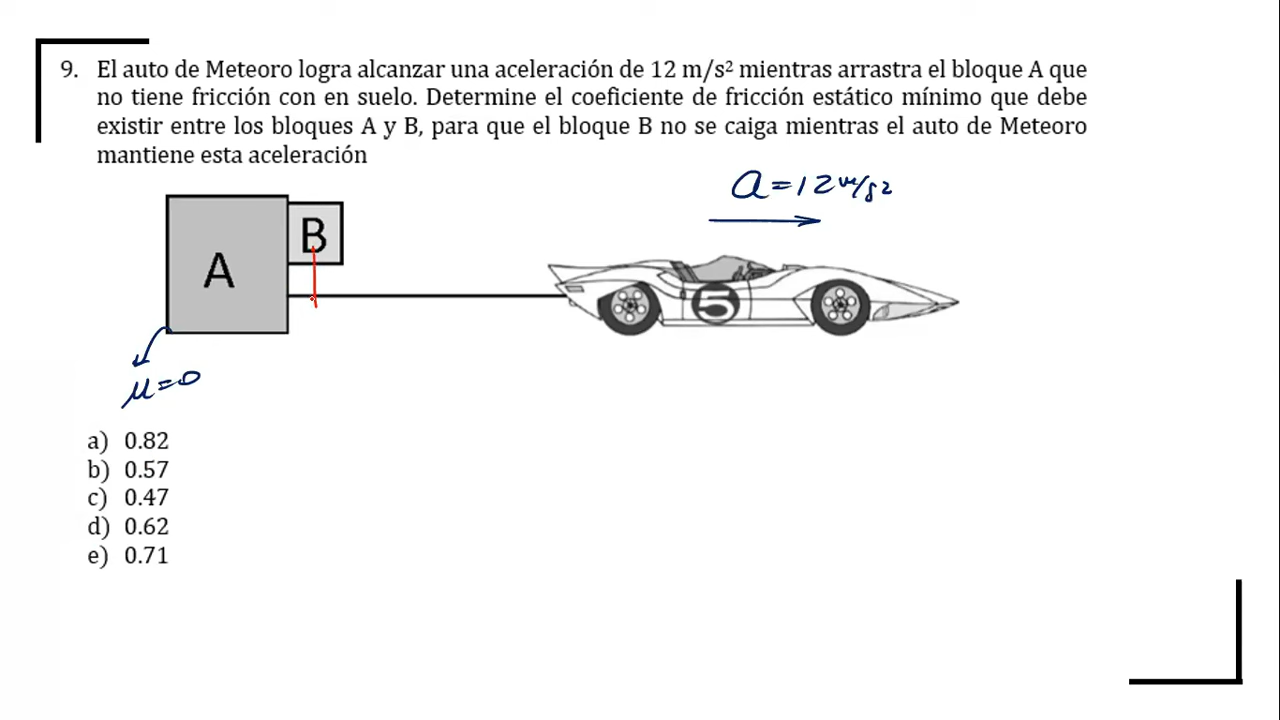 9. El auto de Meteoro logra alcanzar una aceleración de 12 m/s² mientras arrastra el bloque A que
no tiene fricción con en suelo. Determine el coeficiente de fricción estático mínimo que debe
existir entre los bloques A y B, para que el bloque B no se caiga mientras el auto de Meteoro
mantiene esta aceleración
a=12 m/s2
B
A
5
μ=0
a) 0.82
b) 0.57
c) 0.47
d) 0.62
e) 0.71